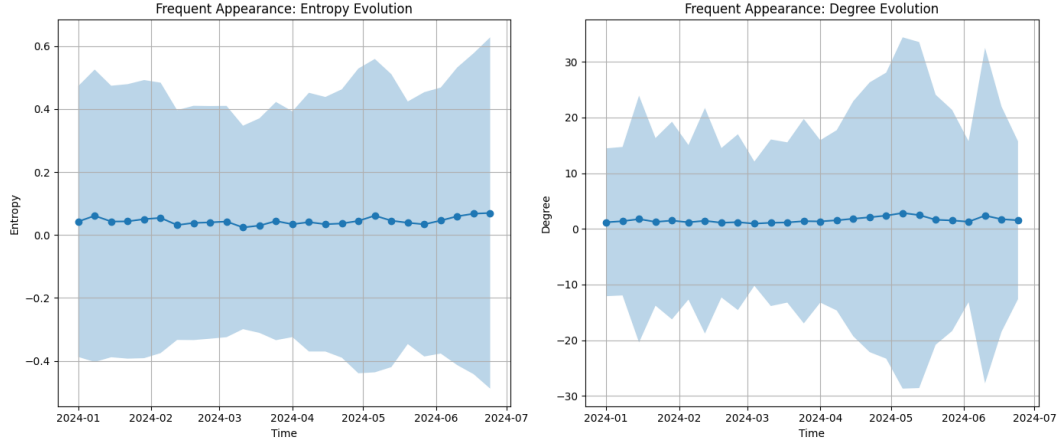 Frequent Appearance: Entropy Evolution
0.6
0.4
0.2
0.0
−0.2
−0.4
Entropy
2024-01 2024-02 2024-03 2024-04 2024-05 2024-06 2024-07
Time
Frequent Appearance: Degree Evolution
30
20
10
0
−10
−20
−30
Degree
2024-01 2024-02 2024-03 2024-04 2024-05 2024-06 2024-07
Time